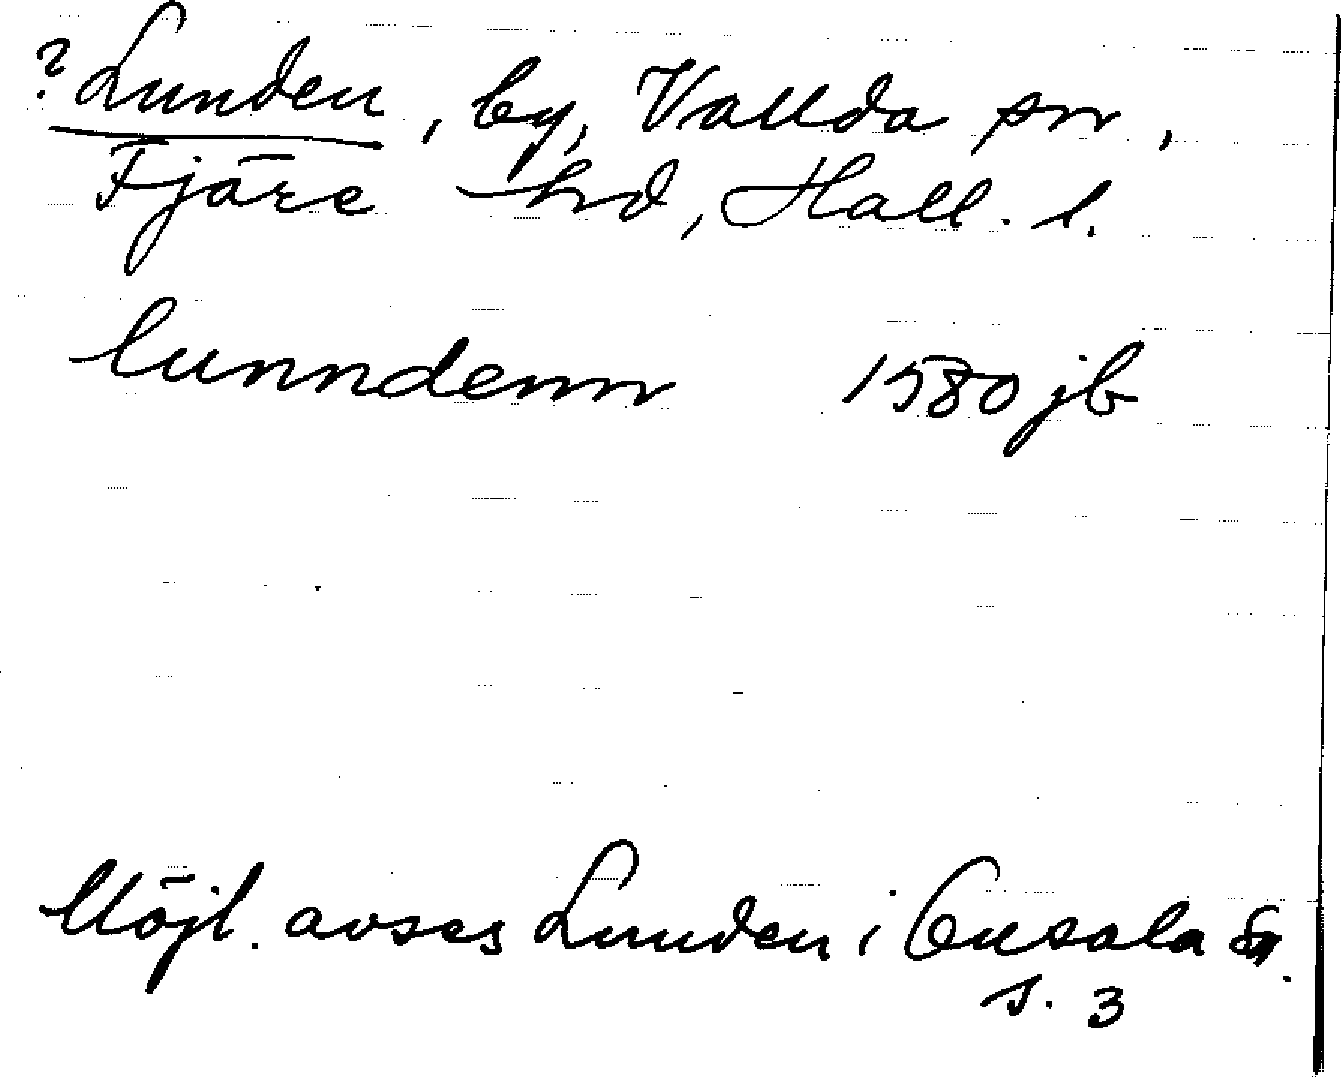 ? Lunden, by, Vallda sn,
Fjäre hd, Hall. l.
lunndenn 1580 jb
Möjl. avses Lunden i Onsala sn.
s. 3